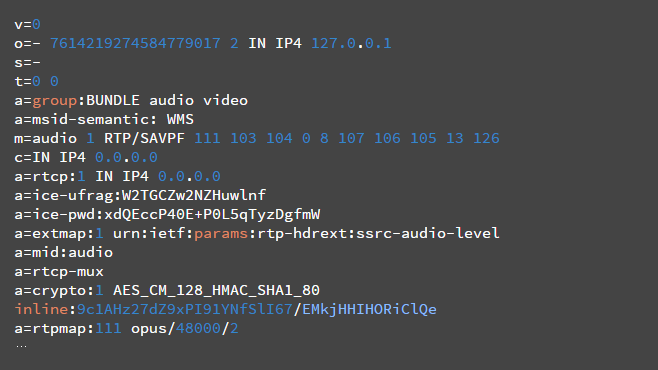 v=0
o=- 7614219274584779017 2 IN IP4 127.0.0.1
s=-
t=0 0
a=group:BUNDLE audio video
a=msid-semantic: WMS
m=audio 1 RTP/SAVPF 111 103 104 0 8 107 106 105 13 126
c=IN IP4 0.0.0.0
a=rtcp:1 IN IP4 0.0.0.0
a=ice-ufrag:W2TGCZw2NZHuwlnf
a=ice-pwd:xdQEccP40E+P0L5qTyzDgfmW
a=extmap:1 urn:ietf:params:rtp-hdrext:ssrc-audio-level
a=mid:audio
a=rtcp-mux
a=crypto:1 AES_CM_128_HMAC_SHA1_80
inline:9c1AHz27dZ9xPI91YNfSlI67/EMkjHHIHORiClQe
a=rtpmap:111 opus/48000/2
…